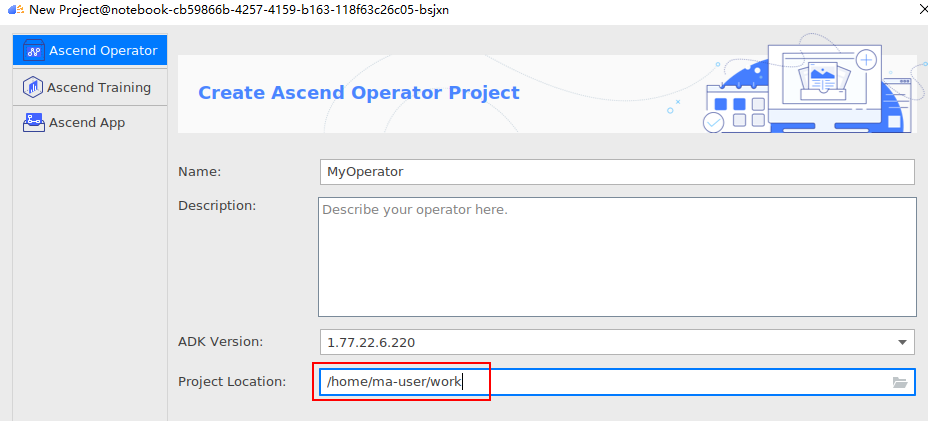 New Project@notebook-cb59866b-4257-4159-b163-118f63c26c05-bsjxn
Ascend Operator
Ascend Training
Ascend App
Create Ascend Operator Project
Name:
MyOperator
Description:
Describe your operator here.
ADK Version:
1.77.22.6.220
Project Location:
/home/ma-user/work